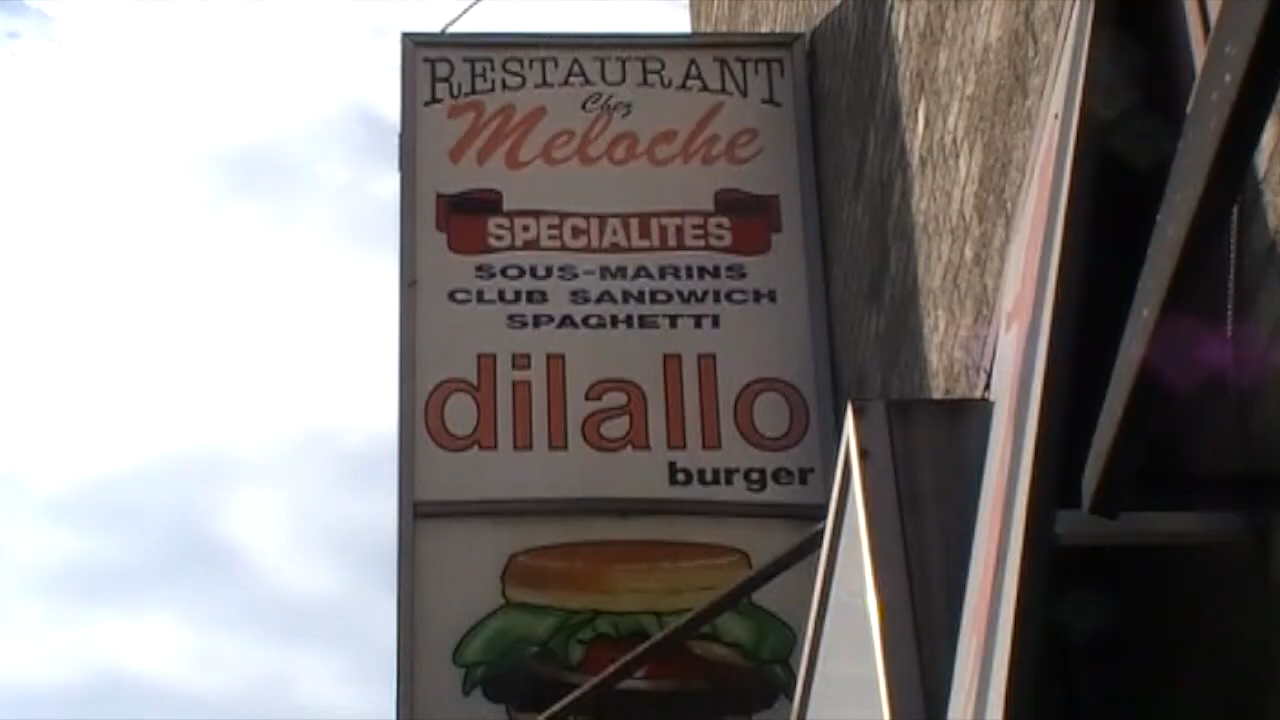 RESTAURANT
Chez
Meloche
SPECIALITES
SOUS-MARINS
CLUB SANDWICH
SPAGHETTI
dilallo
burger